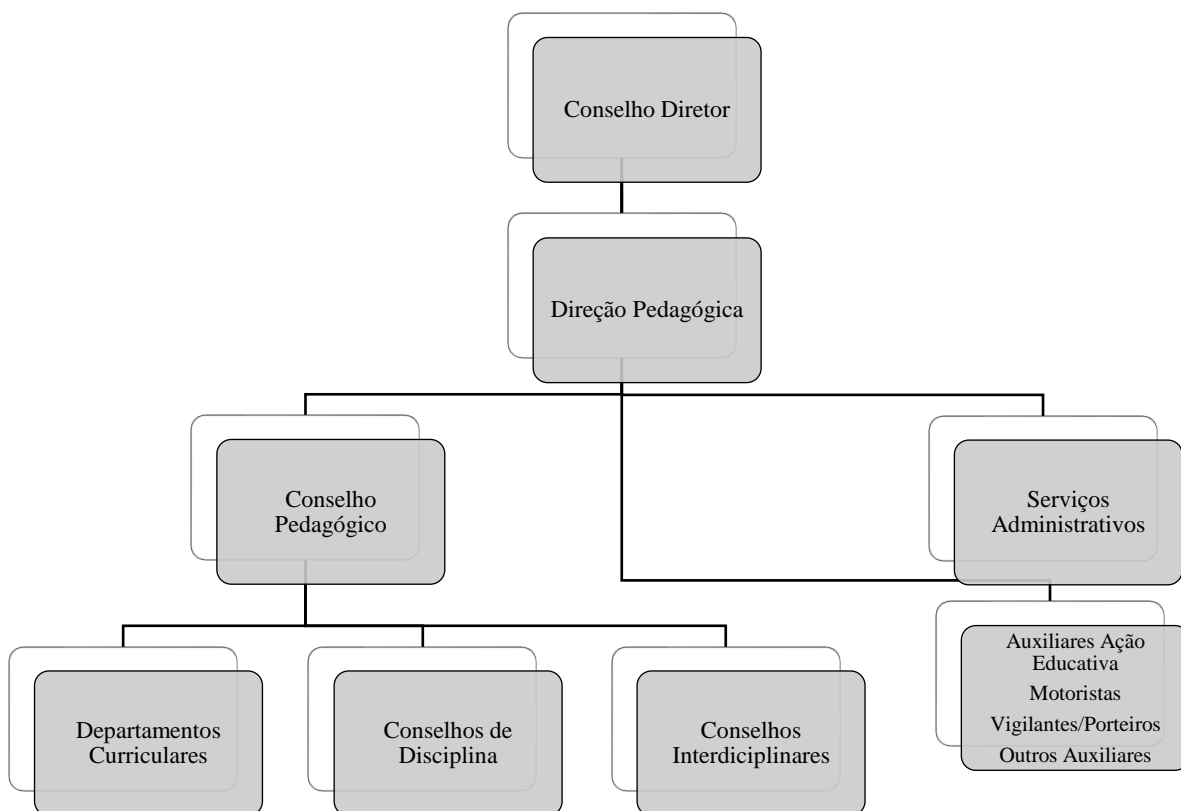 Conselho Diretor
Direção Pedagógica
Conselho
Pedagógico
Serviços
Administrativos
Departamentos
Curriculares
Conselhos de
Disciplina
Conselhos
Interdiciplinares
Auxiliares Ação
Educativa
Motoristas
Vigilantes/Porteiros
Outros Auxiliares